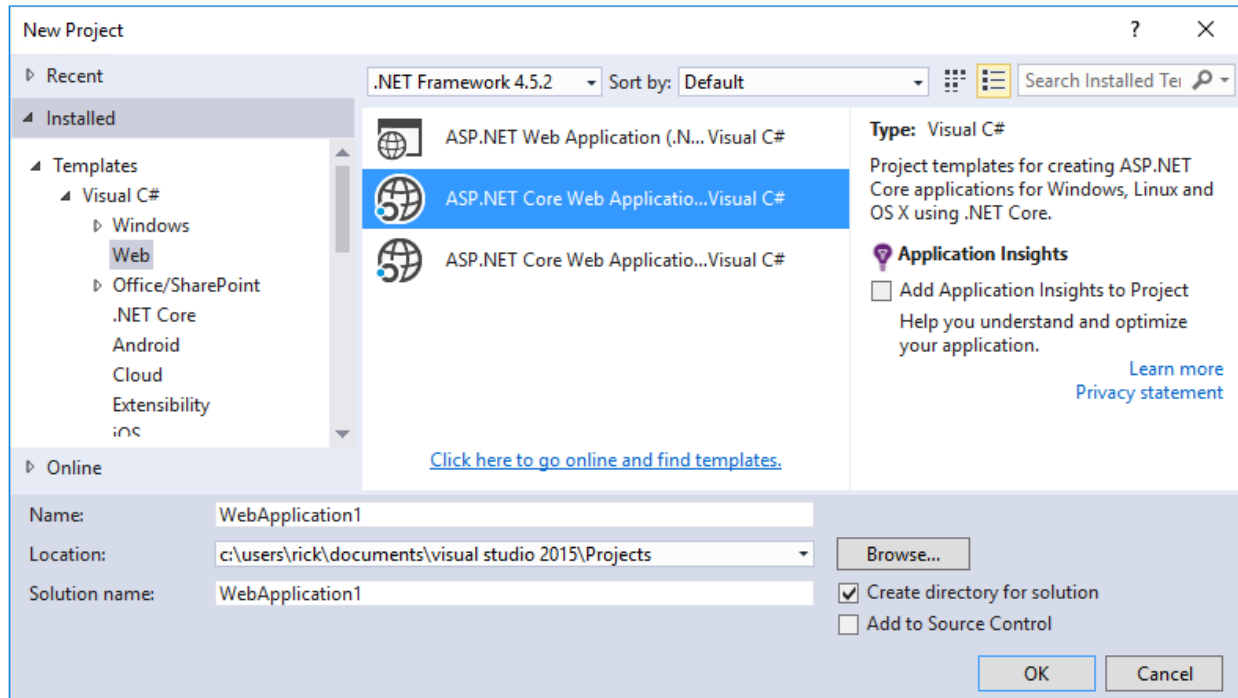 New Project
?
Recent
.NET Framework 4.5.2
Sort by:
Default
Search Installed Te
Installed
Templates
Visual C#
Windows
Web
Office/SharePoint
.NET Core
Android
Cloud
Extensibility
iOS
Online
ASP.NET Web Application (.N... Visual C#
ASP.NET Core Web Applicatio...Visual C#
ASP.NET Core Web Applicatio...Visual C#
Click here to go online and find templates.
Type: Visual C#
Project templates for creating ASP.NET
Core applications for Windows, Linux and
OS X using .NET Core.
Application Insights
Add Application Insights to Project
Help you understand and optimize
your application.
Learn more
Privacy statement
Name:
WebApplication1
Location:
c:\users\rick\documents\visual studio 2015\Projects
Browse...
Solution name:
WebApplication1
Create directory for solution
Add to Source Control
OK
Cancel